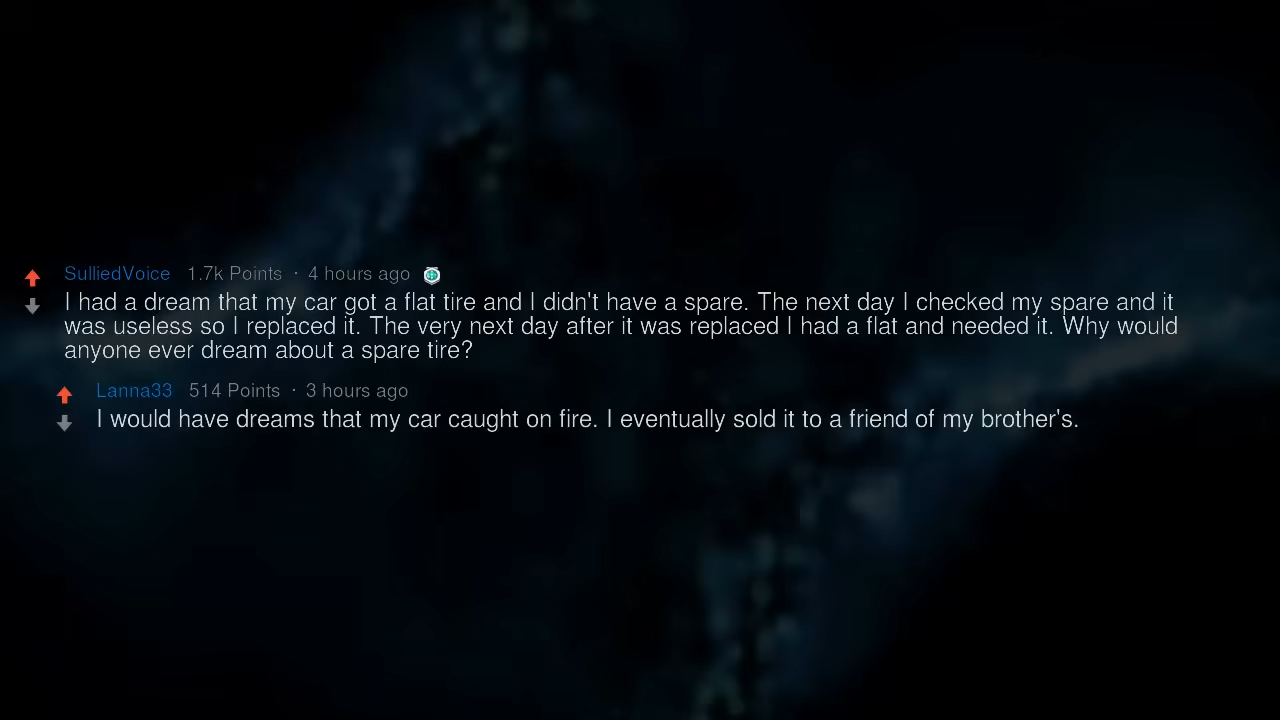 SulliedVoice 1.7k Points · 4 hours ago
I had a dream that my car got a flat tire and I didn't have a spare. The next day I checked my spare and it
was useless so I replaced it. The very next day after it was replaced I had a flat and needed it. Why would
anyone ever dream about a spare tire?
Lanna33 514 Points · 3 hours ago
I would have dreams that my car caught on fire. I eventually sold it to a friend of my brother's.